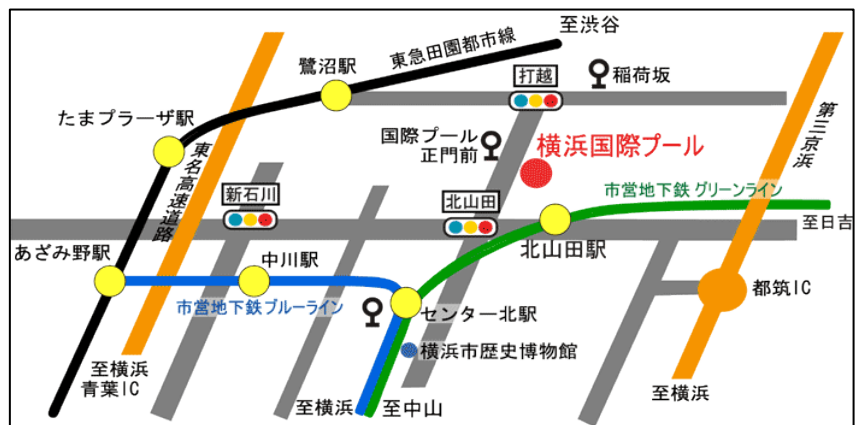 至渋谷
東急田園都市線
鷺沼駅
打越
稲荷坂
たまプラーザ駅
国際プール
正門前
横浜国際プール
第三京浜
東名高速道路
新石川
北山田
市営地下鉄 グリーンライン
至日吉
あざみ野駅
中川駅
北山田駅
市営地下鉄 ブルーライン
センター北駅
都筑IC
横浜市歴史博物館
至横浜
青葉IC
至横浜
至中山
至横浜